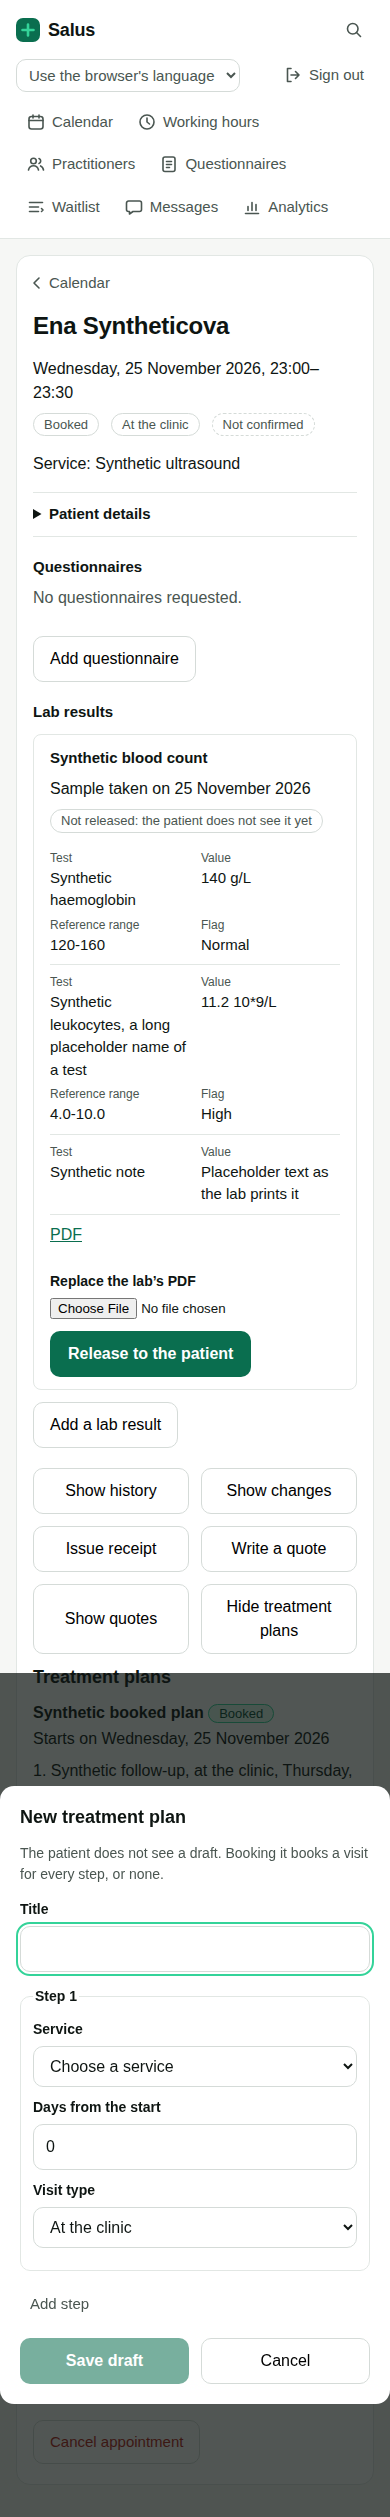 Salus
Use the browser's language
Sign out
Calendar
Working hours
Practitioners
Questionnaires
Waitlist
Messages
Analytics
Calendar
Ena Syntheticova
Wednesday, 25 November 2026, 23:00–
23:30
Booked
At the clinic
Not confirmed
Service: Synthetic ultrasound
Patient details
Questionnaires
No questionnaires requested.
Add questionnaire
Lab results
Synthetic blood count
Sample taken on 25 November 2026
Not released: the patient does not see it yet
Test
Value
Synthetic
haemoglobin
140 g/L
Reference range
Flag
120-160
Normal
Test
Value
Synthetic
leukocytes, a long
placeholder name of
a test
11.2 10*9/L
Reference range
Flag
4.0-10.0
High
Test
Value
Synthetic note
Placeholder text as
the lab prints it
PDF
Replace the lab’s PDF
Choose File No file chosen
Release to the patient
Add a lab result
Show history
Show changes
Issue receipt
Write a quote
Show quotes
Hide treatment
plans
Treatment plans
Synthetic booked plan Booked
Starts on Wednesday, 25 November 2026
1. Synthetic follow-up, at the clinic, Thursday,
New treatment plan
The patient does not see a draft. Booking it books a visit
for every step, or none.
Title
Step 1
Service
Choose a service
Days from the start
0
Visit type
At the clinic
Add step
Save draft
Cancel
Cancel appointment